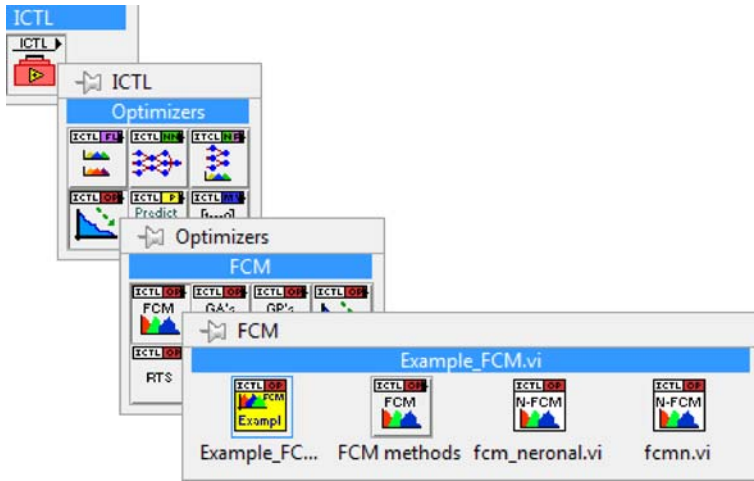 ICTL
ICTL
ICTL
Optimizers
ICTL FL ICTL NN ITCL NF
ICTL OP ICTL P ICTL
Predict
Optimizers
FCM
ICTL OP ICTL OP ICTL OP ICTL OP
FCM GA's GP's
ICTL OP
RTS
FCM
Example_FCM.vi
ICTL OP ICTL OP ICTL OP ICTL OP
FCM FCM N-FCM N-FCM
Exampl
Example_FC... FCM methods fcm_neronal.vi fcmn.vi